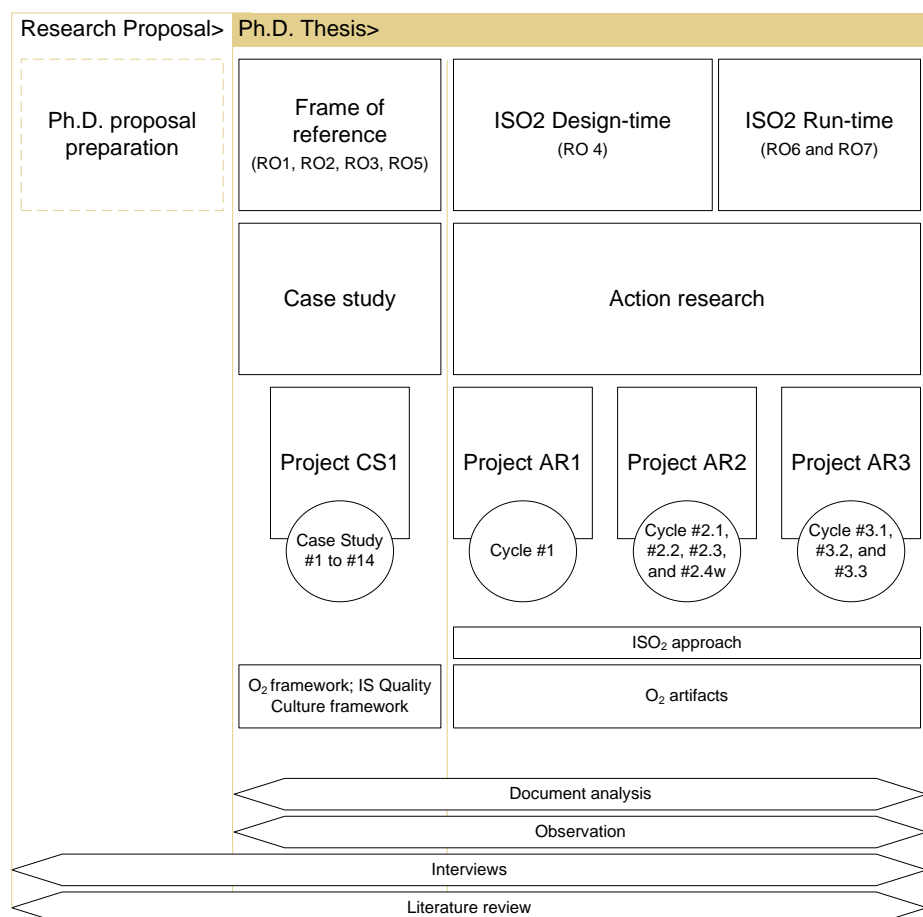 Research Proposal>
Ph.D. Thesis>
Ph.D. proposal
preparation
Frame of
reference
(RO1, RO2, RO3, RO5)
ISO2 Design-time
(RO 4)
ISO2 Run-time
(RO6 and RO7)
Case study
Action research
Project CS1
Project AR1
Project AR2
Project AR3
Case Study
#1 to #14
Cycle #1
Cycle #2.1,
#2.2, #2.3,
and #2.4w
Cycle #3.1,
#3.2, and
#3.3
ISO₂ approach
O₂ framework; IS Quality
Culture framework
O₂ artifacts
Document analysis
Observation
Interviews
Literature review